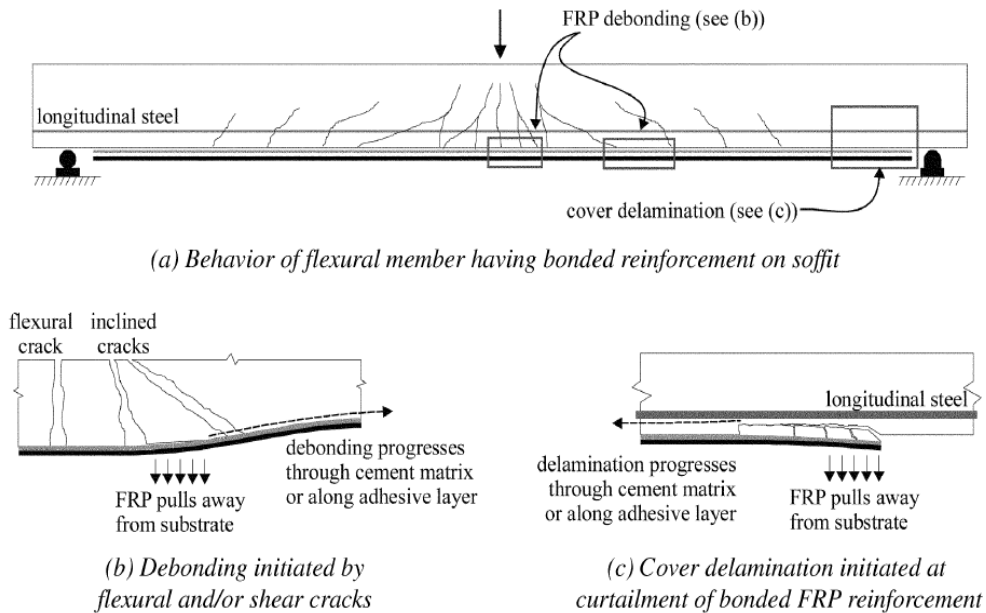 FRP debonding (see (b))
longitudinal steel
cover delamination (see (c))
(a) Behavior of flexural member having bonded reinforcement on soffit
flexural
crack
inclined
cracks
debonding progresses
through cement matrix
or along adhesive layer
FRP pulls away
from substrate
(b) Debonding initiated by
flexural and/or shear cracks
longitudinal steel
delamination progresses
through cement matrix
or along adhesive layer
FRP pulls away
from substrate
(c) Cover delamination initiated at
curtailment of bonded FRP reinforcement